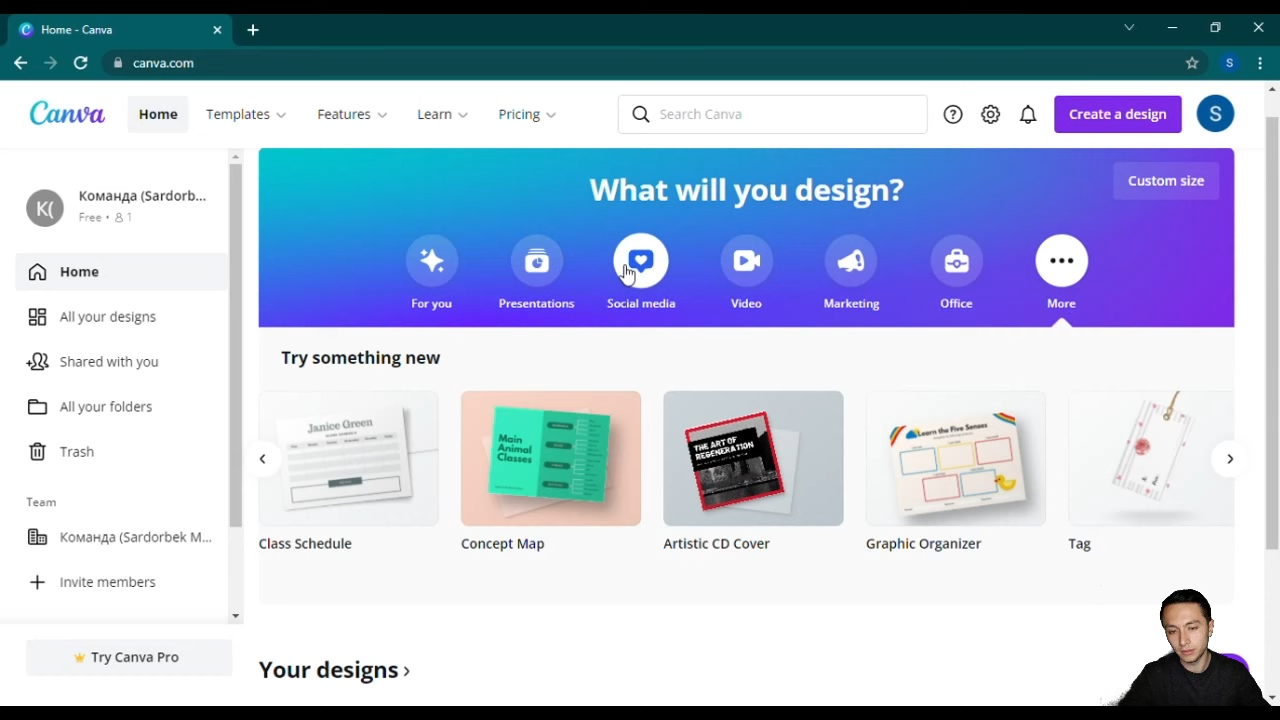 Home - Canva
canva.com
Canva
Home
Templates
Features
Learn
Pricing
Search Canva
Create a design
S
S
What will you design?
Custom size
K(
Команда (Sardorb...
Free • 1
For you
Presentations
Social media
Video
Marketing
Office
More
Home
All your designs
Shared with you
All your folders
Trash
Team
Команда (Sardorbek M...
Invite members
Try Canva Pro
Try something new
Janice Green
Main
Animal
Classes
THE ART OF
REGENERATION
Learn the Five Senses
Class Schedule
Concept Map
Artistic CD Cover
Graphic Organizer
Tag
Your designs